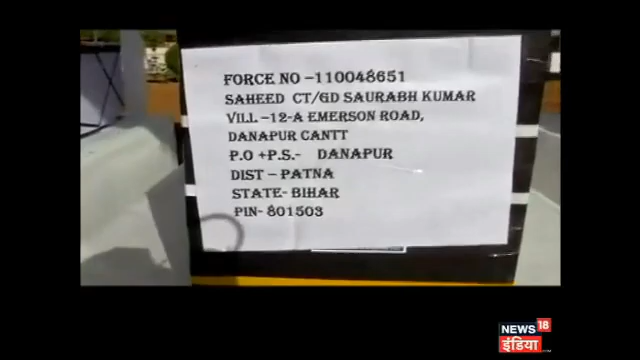 FORCE NO –110048651
SAHEED CT/GD SAURABH KUMAR
VILL –12-A EMERSON ROAD,
DANAPUR CANTT
P.O +P.S.- DANAPUR
DIST – PATNA
STATE- BIHAR
PIN- 801503
NEWS 18
इंडिया